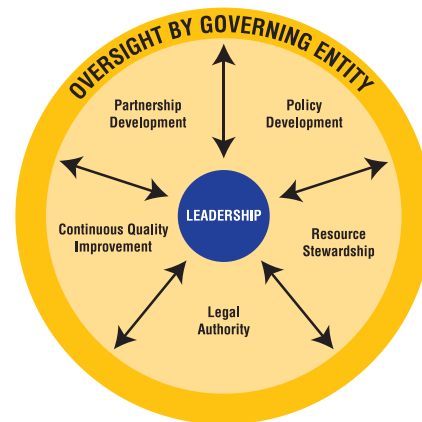 OVERSIGHT BY GOVERNING ENTITY
Partnership
Development
Policy
Development
LEADERSHIP
Continuous Quality
Improvement
Resource
Stewardship
Legal
Authority